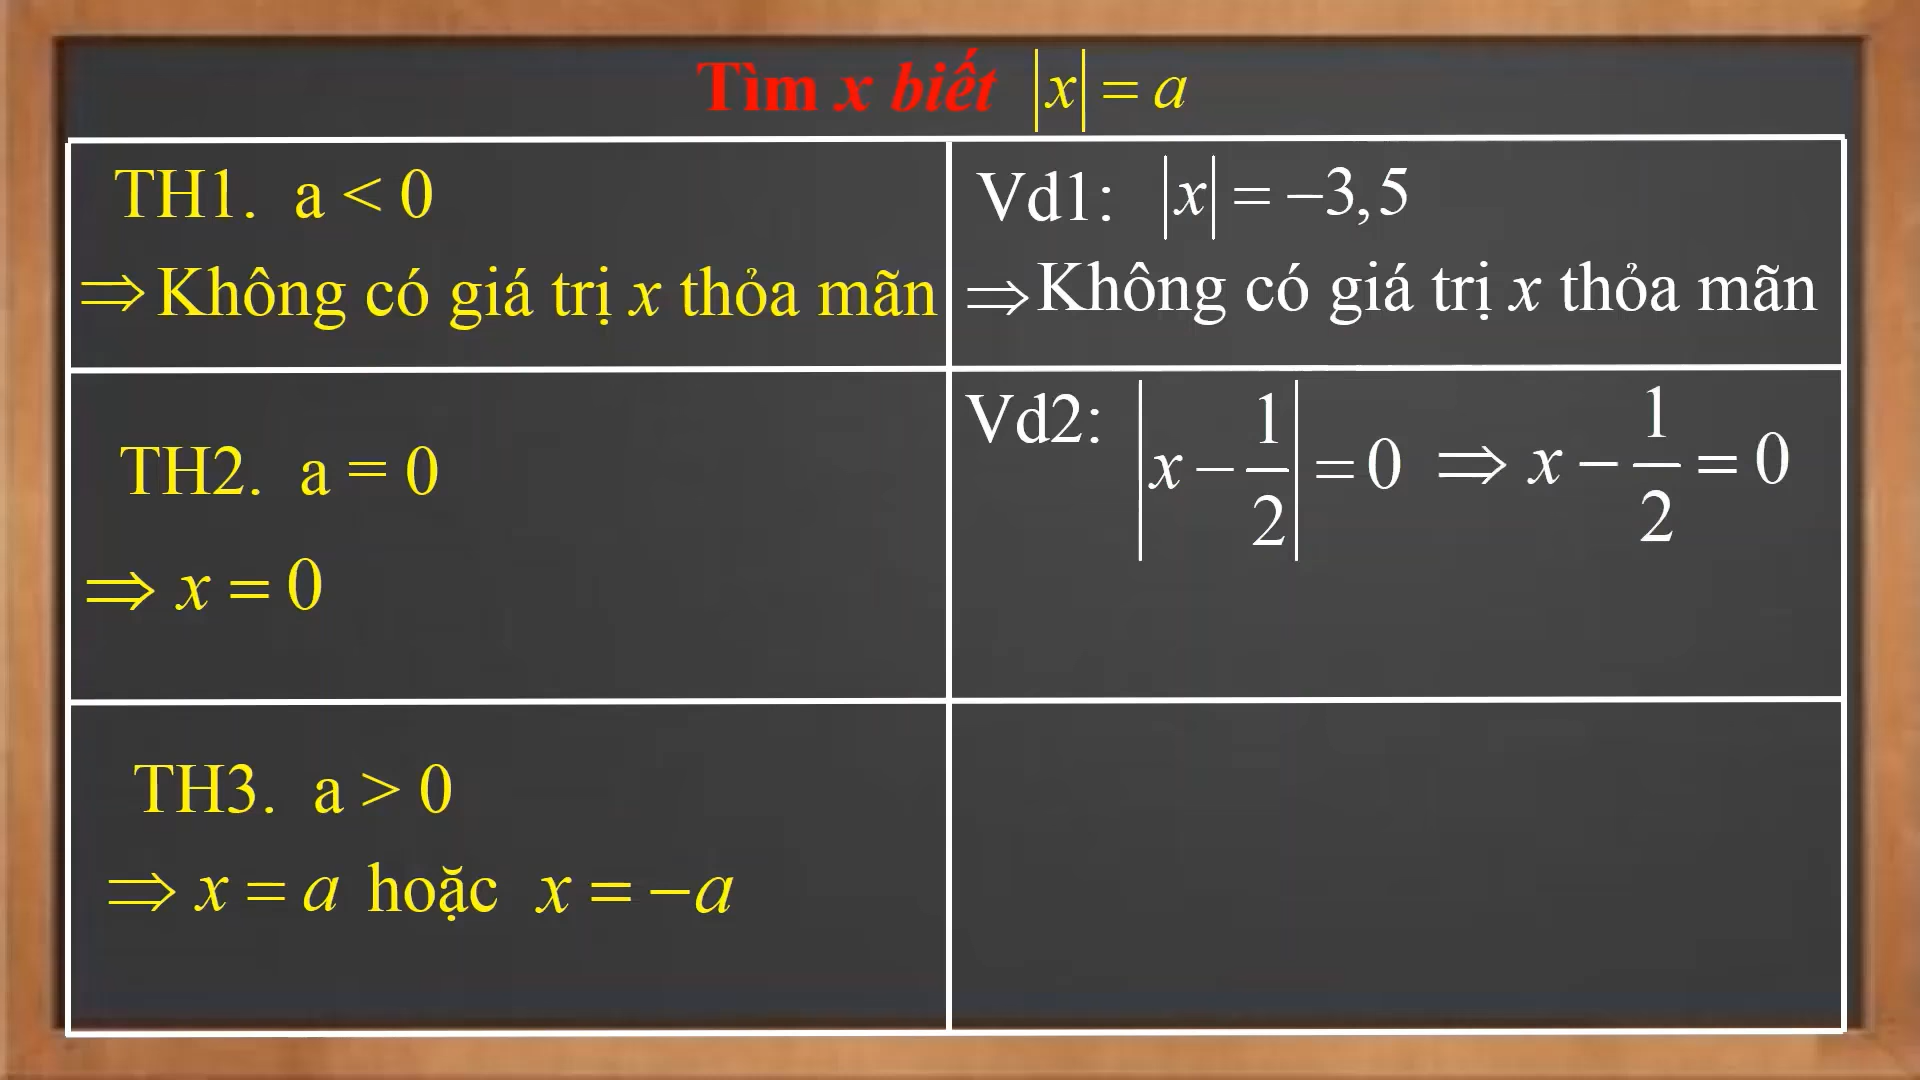 Tìm x biết |x| = a
TH1. a < 0
⇒ Không có giá trị x thỏa mãn
Vd1: |x| = −3,5
⇒ Không có giá trị x thỏa mãn
TH2. a = 0
⇒ x = 0
Vd2: |x − 1/2| = 0 ⇒ x − 1/2 = 0
TH3. a > 0
⇒ x = a hoặc x = −a